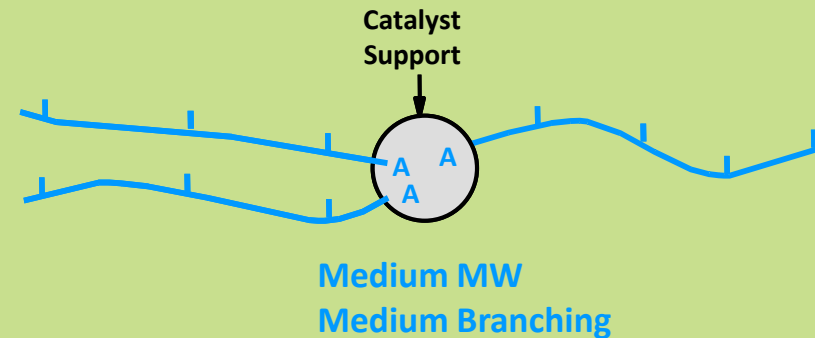 Catalyst
Support
A A
A
Medium MW
Medium Branching